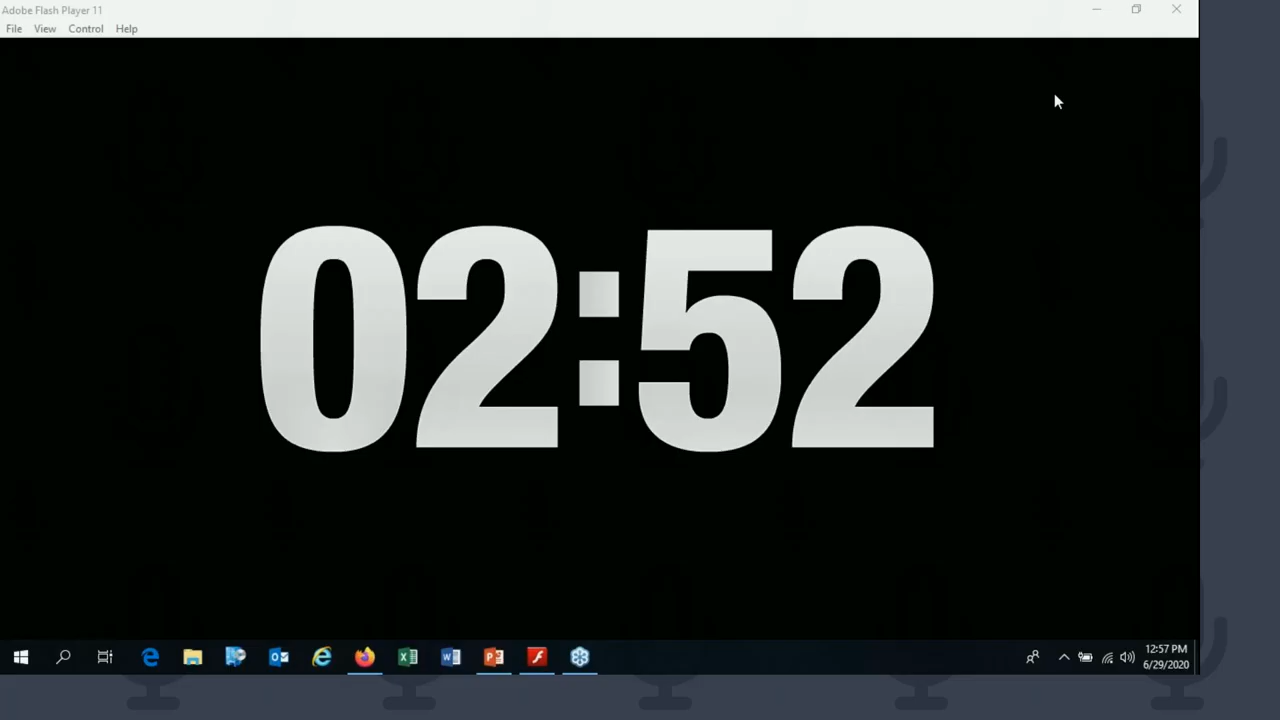 Adobe Flash Player 11
File View Control Help
02:52
12:57 PM
6/29/2020